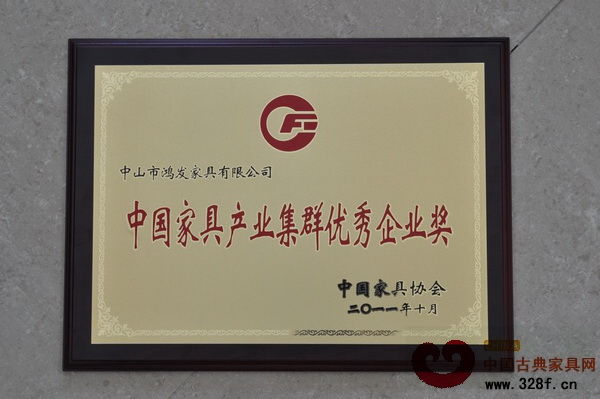 中山市鸿发家具有限公司
中国家具产业集群优秀企业奖
中国家具协会
二〇一一年十月
中国古典家具网
www.328f.cn